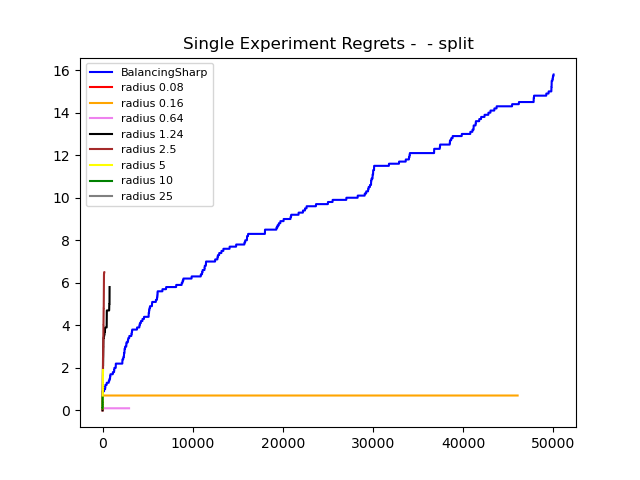 Single Experiment Regrets -  - split
16
14
12
10
8
6
4
2
0
BalancingSharp
radius 0.08
radius 0.16
radius 0.64
radius 1.24
radius 2.5
radius 5
radius 10
radius 25
0 10000 20000 30000 40000 50000